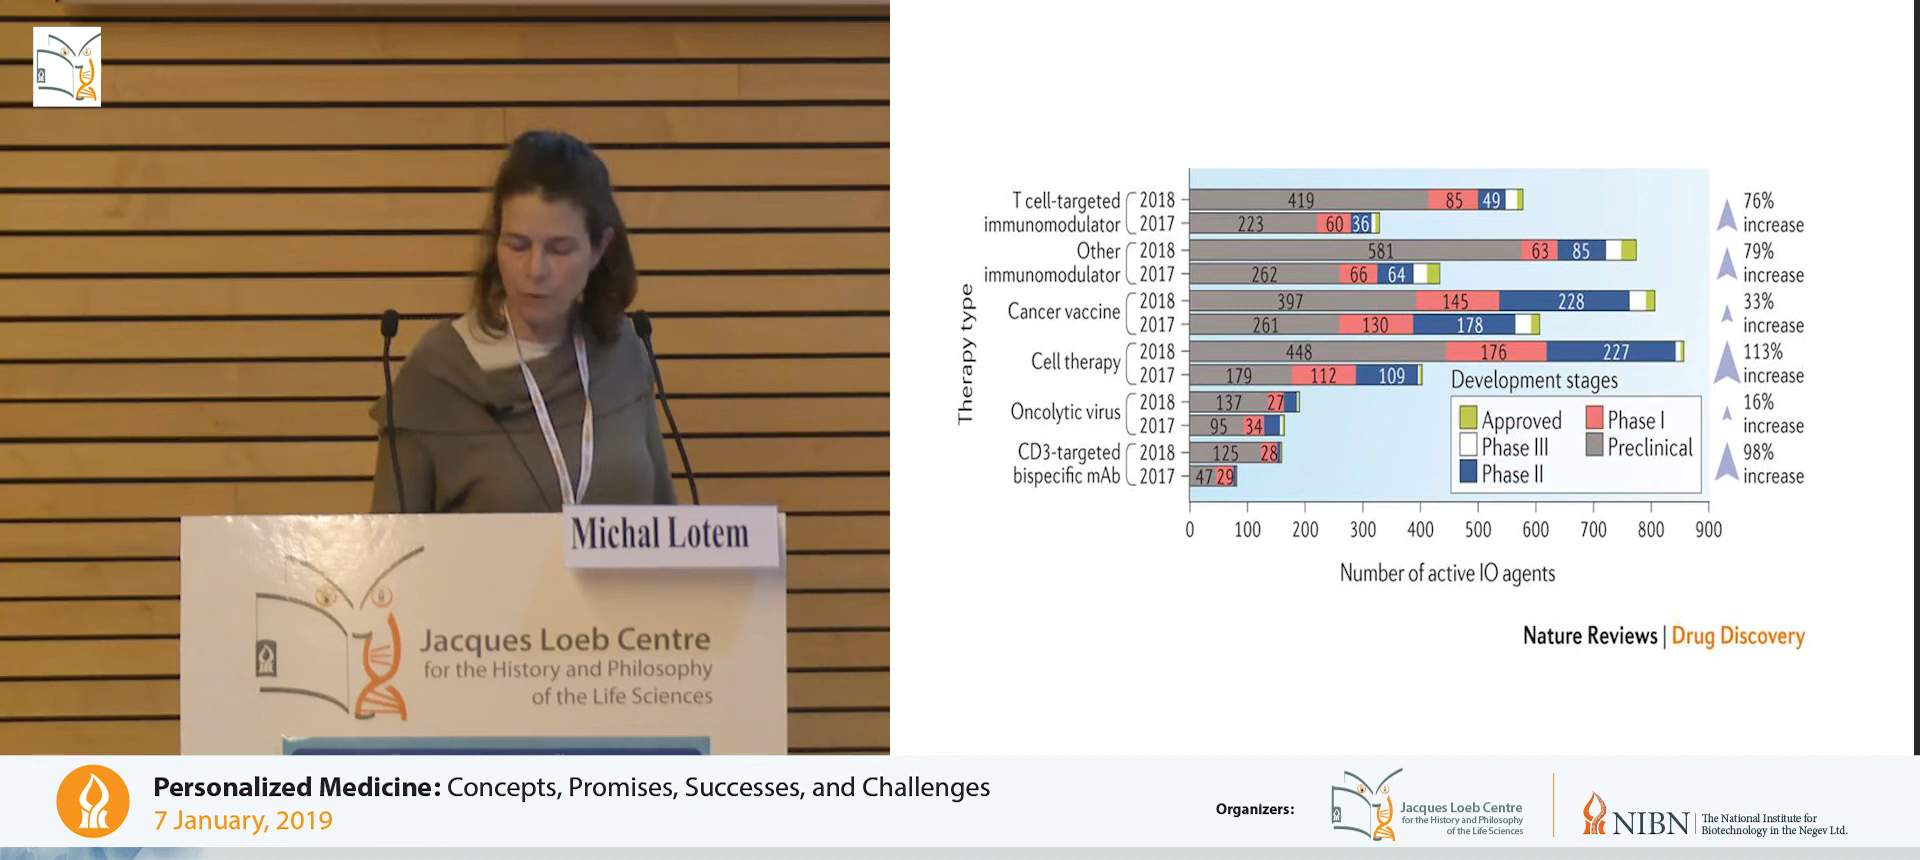 Michal Lotem
Jacques Loeb Centre
for the History and Philosophy
of the Life Sciences
Therapy type
T cell-targeted immunomodulator
2018 419 85 49
2017 223 60 36
76% increase
Other immunomodulator
2018 581 63 85
2017 262 66 64
79% increase
Cancer vaccine
2018 397 145 228
2017 261 130 178
33% increase
Cell therapy
2018 448 176 227
2017 179 112 109
113% increase
Oncolytic virus
2018 137 27
2017 95 34
16% increase
CD3-targeted bispecific mAb
2018 125 28
2017 47 29
98% increase
Development stages
Approved
Phase III
Phase II
Phase I
Preclinical
0 100 200 300 400 500 600 700 800 900
Number of active IO agents
Nature Reviews | Drug Discovery
Personalized Medicine: Concepts, Promises, Successes, and Challenges
7 January, 2019
Organizers:
Jacques Loeb Centre
for the History and Philosophy
of the Life Sciences
NIBN
The National Institute for
Biotechnology in the Negev Ltd.